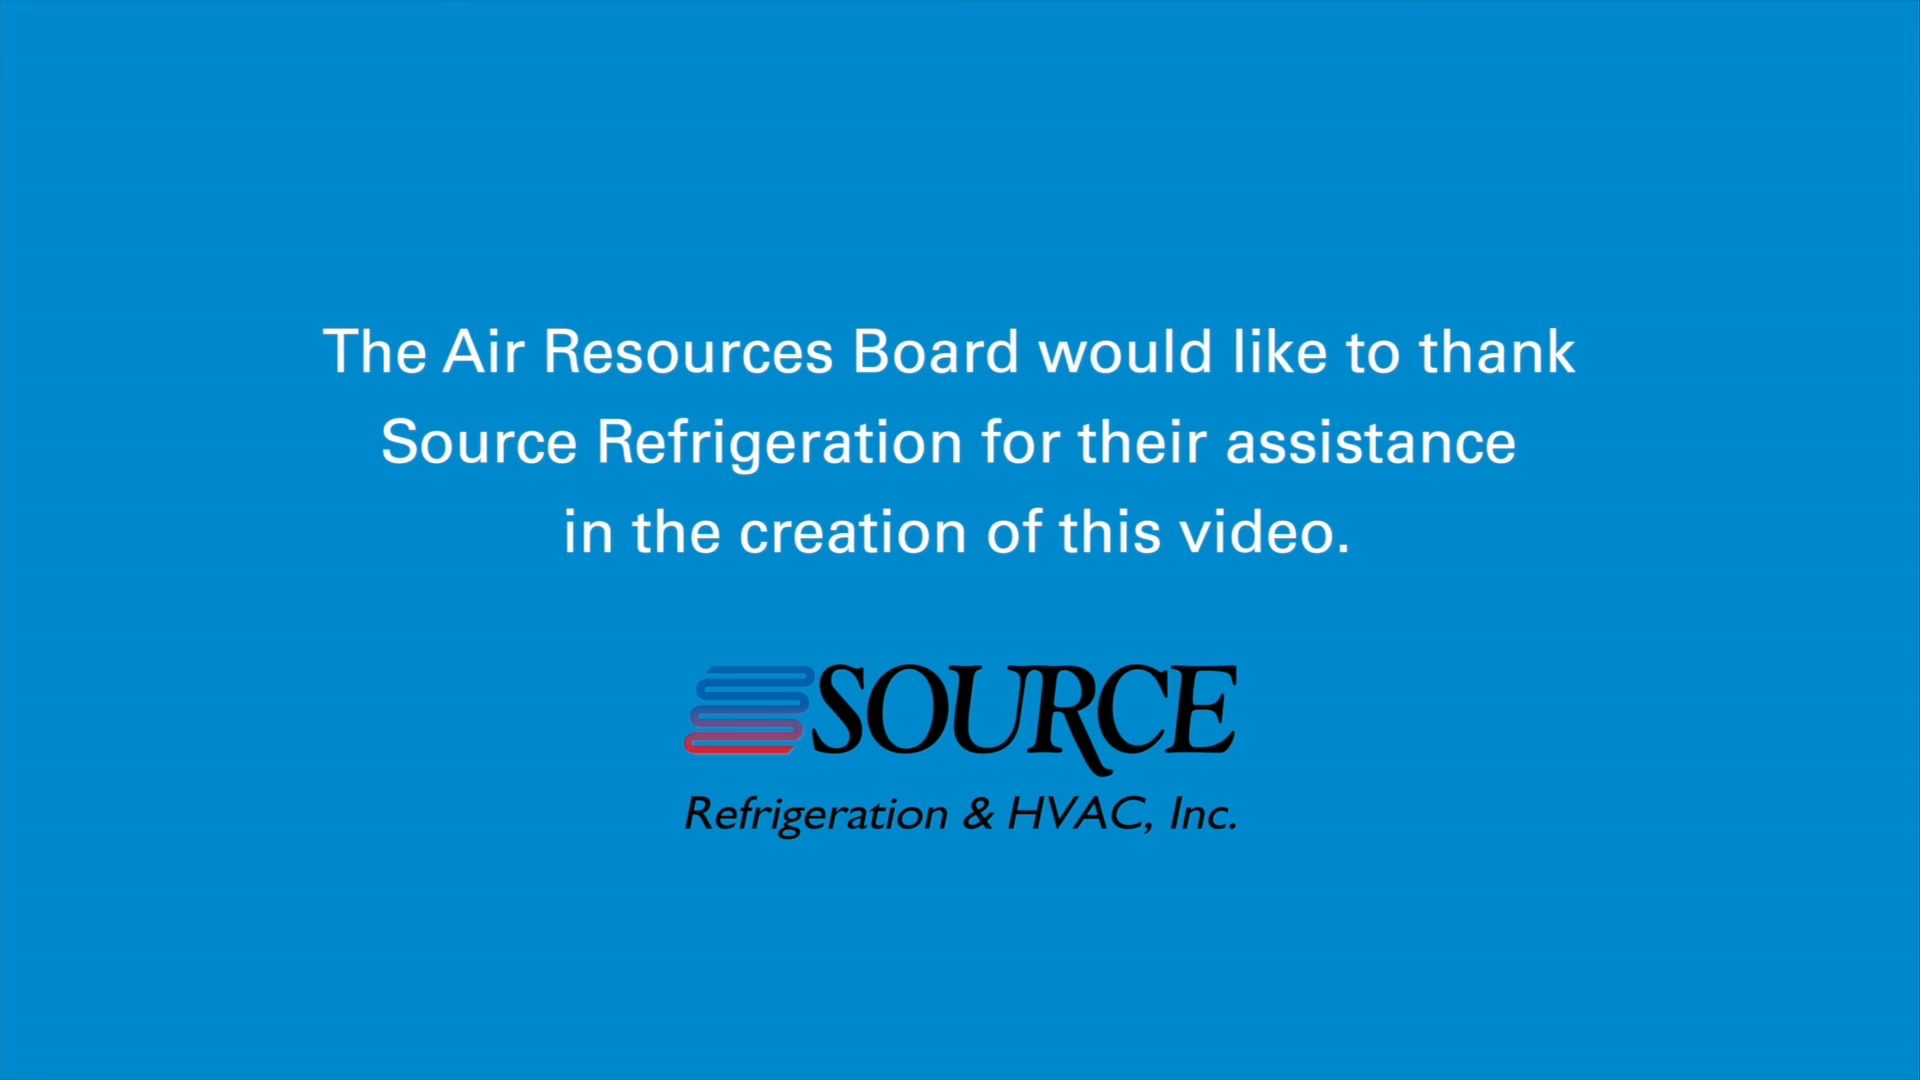 The Air Resources Board would like to thank
Source Refrigeration for their assistance
in the creation of this video.
SOURCE
Refrigeration & HVAC, Inc.